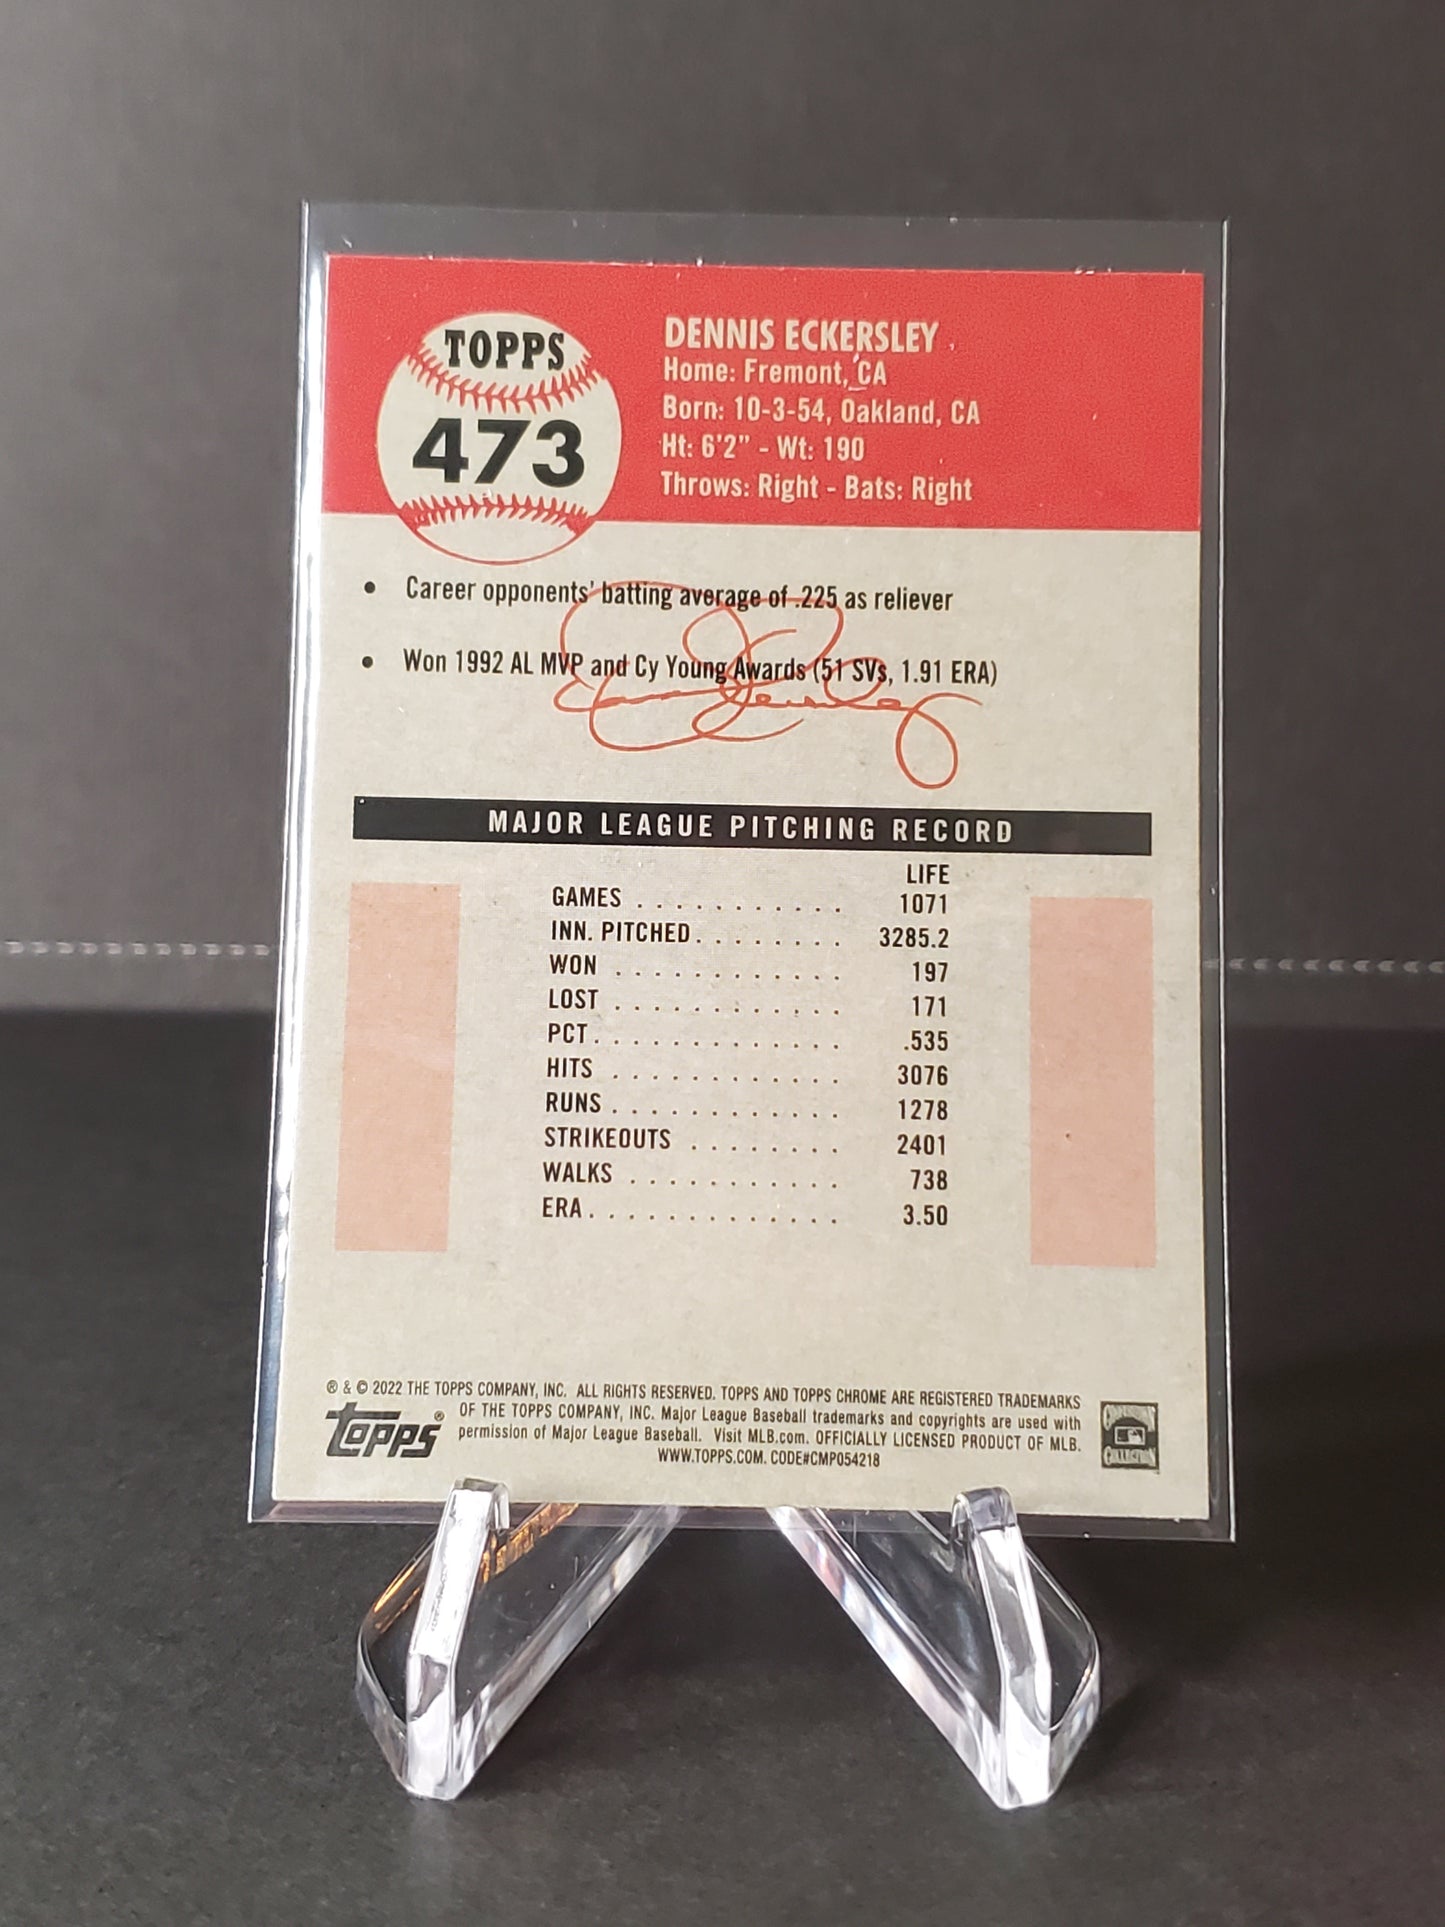 TOPPS
473
DENNIS ECKERSLEY
Home: Fremont, CA
Born: 10-3-54, Oakland, CA
Ht: 6'2" - Wt: 190
Throws: Right - Bats: Right
• Career opponents' batting average of .225 as reliever
• Won 1992 AL MVP and Cy Young Awards (51 SVs, 1.91 ERA)
Dennis Eckersley
MAJOR LEAGUE PITCHING RECORD
LIFE
GAMES . . . . . . . . . . . 1071
INN. PITCHED. . . . . . . . 3285.2
WON . . . . . . . . . . . . 197
LOST . . . . . . . . . . . . 171
PCT. . . . . . . . . . . . . .535
HITS . . . . . . . . . . . . 3076
RUNS . . . . . . . . . . . . 1278
STRIKEOUTS . . . . . . . . 2401
WALKS . . . . . . . . . . . 738
ERA. . . . . . . . . . . . . 3.50
® & © 2022 THE TOPPS COMPANY, INC. ALL RIGHTS RESERVED. TOPPS AND TOPPS CHROME ARE REGISTERED TRADEMARKS
OF THE TOPPS COMPANY, INC. Major League Baseball trademarks and copyrights are used with
permission of Major League Baseball. Visit MLB.com. OFFICIALLY LICENSED PRODUCT OF MLB.
WWW.TOPPS.COM. CODE#CMP054218
Topps®
COOPERSTOWN
COLLECTION